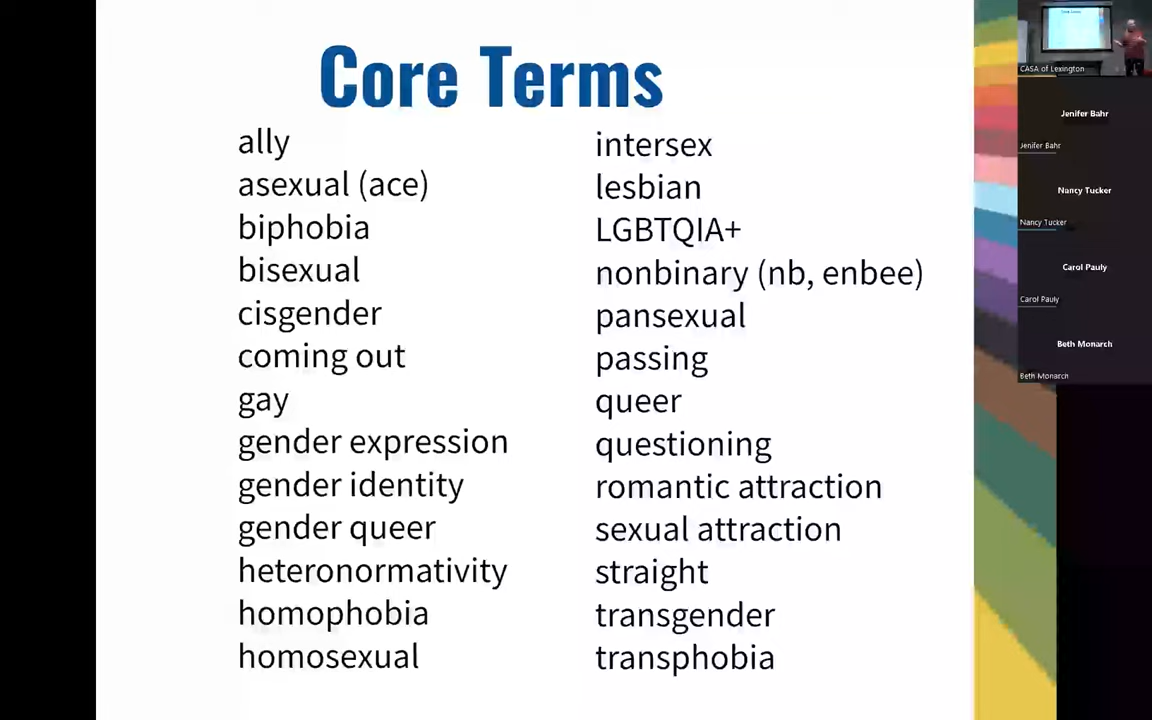 Core Terms
ally
asexual (ace)
biphobia
bisexual
cisgender
coming out
gay
gender expression
gender identity
gender queer
heteronormativity
homophobia
homosexual
intersex
lesbian
LGBTQIA+
nonbinary (nb, enbee)
pansexual
passing
queer
questioning
romantic attraction
sexual attraction
straight
transgender
transphobia
CASA of Lexington
Jenifer Bahr
Jenifer Bahr
Nancy Tucker
Nancy Tucker
Carol Pauly
Carol Pauly
Beth Monarch
Beth Monarch